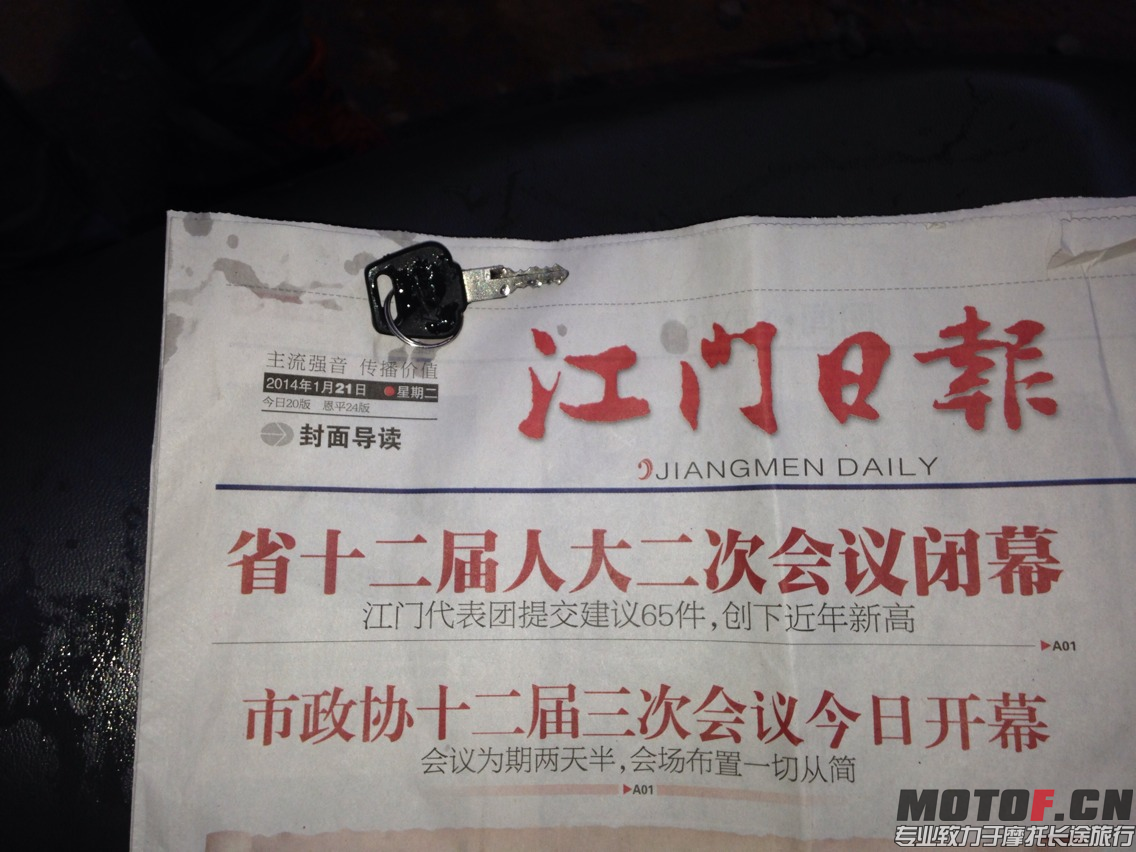 主流强音 传播价值
2014年1月21日 星期二
今日20版 恩平24版
封面导读
江门日报
JIANGMEN DAILY
省十二届人大二次会议闭幕
江门代表团提交建议65件,创下近年新高
A01
市政协十二届三次会议今日开幕
会议为期两天半,会场布置一切从简
A01
MOTOF.CN
专业致力于摩托长途旅行